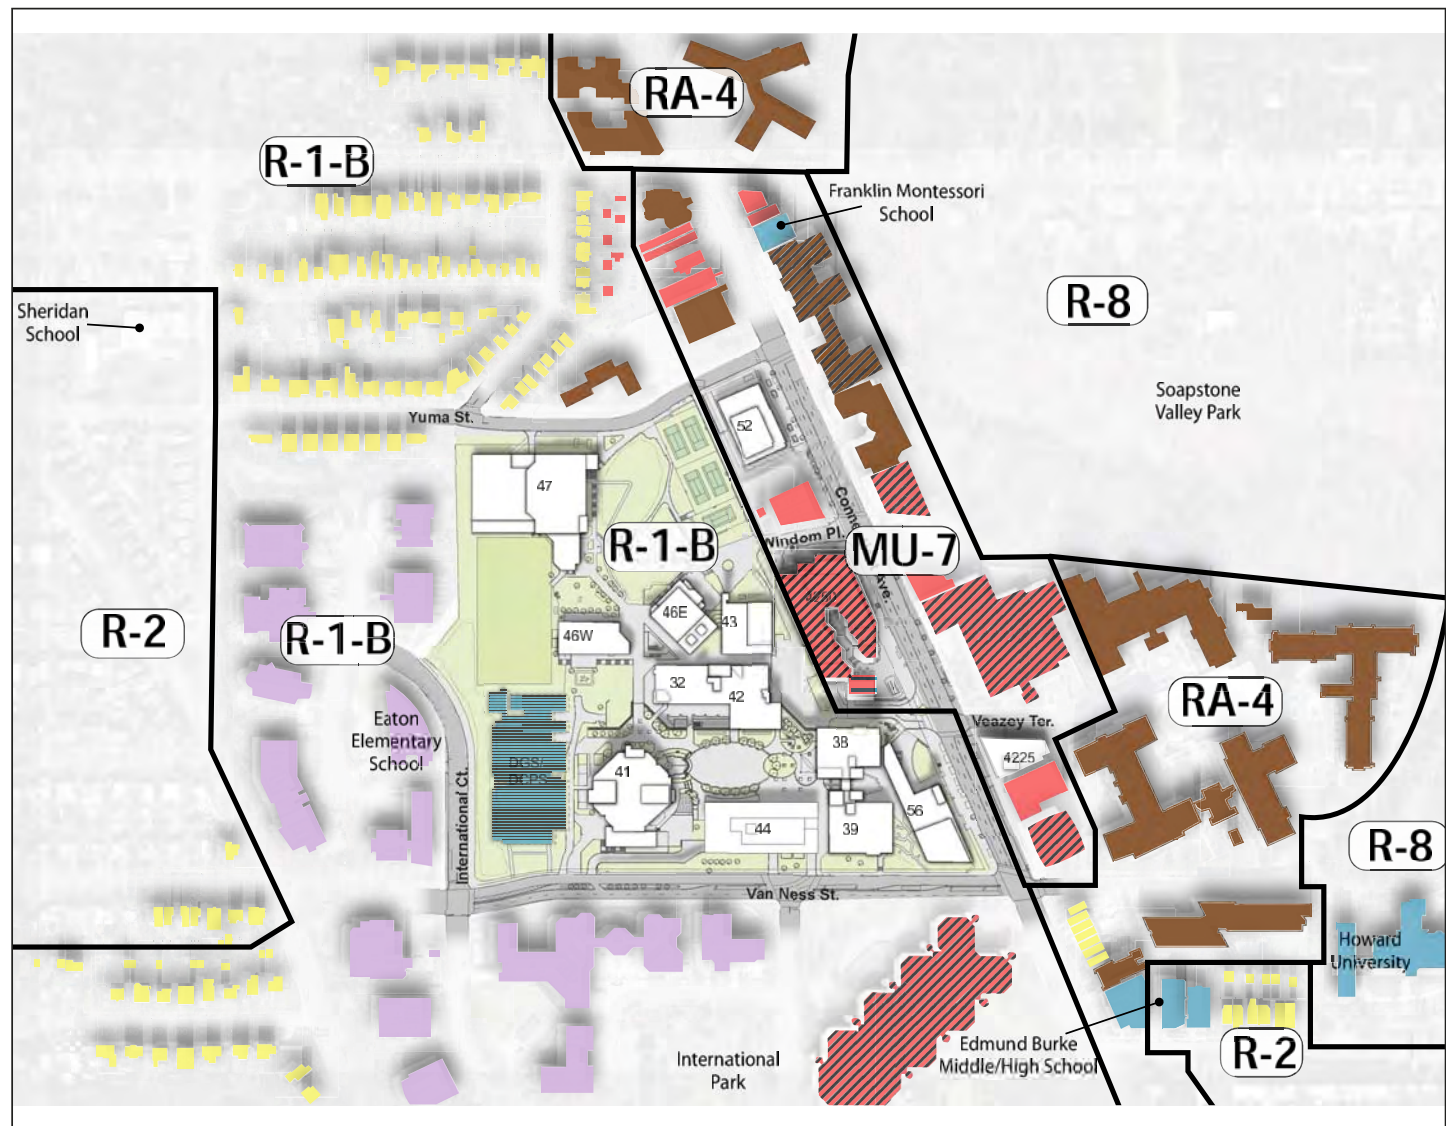 RA-4
R-1-B
Franklin Montessori
School
R-8
Sheridan
School
Soapstone
Valley Park
Yuma St.
52
47
Windom Pl.
R-1-B
MU-7
Ave.
46E
43
46W
R-2
R-1-B
32
42
RA-4
Eaton
Elementary
School
Veazey Ter.
38
4225
41
DCPS
56
44
39
International Ct.
R-8
Van Ness St.
Howard
University
Edmund Burke
Middle/High School
R-2
International
Park